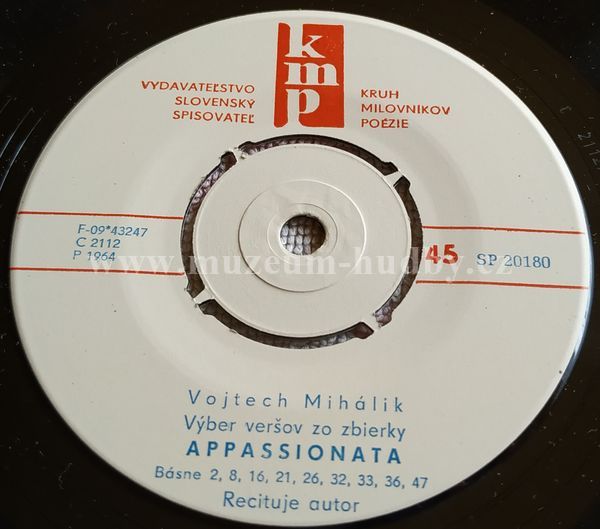 kmp
VYDAVATEĽSTVO
SLOVENSKÝ
SPISOVATEĽ
KRUH
MILOVNÍKOV
POÉZIE
F-09*43247
C 2112
P 1964
45 SP 20180
www.muzeum-hudby.cz
Vojtech Mihálik
Výber veršov zo zbierky
APPASSIONATA
Básne 2, 8, 16, 21, 26, 32, 33, 36, 47
Recituje autor